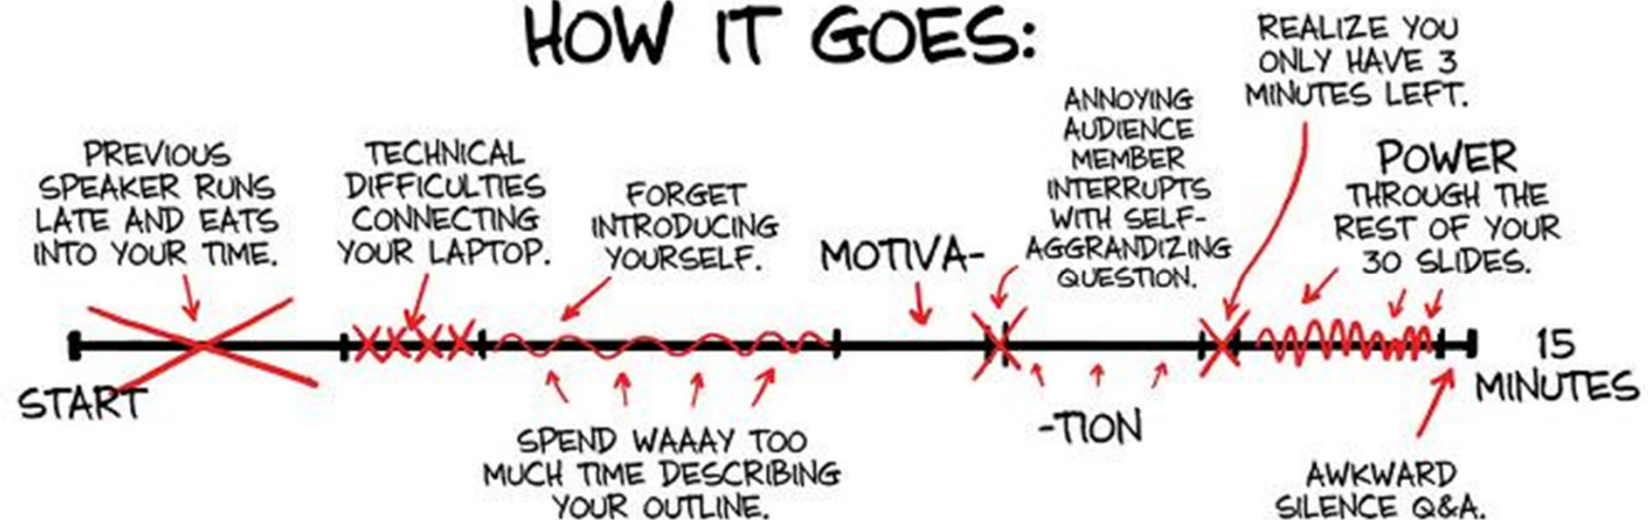 HOW IT GOES:
PREVIOUS
SPEAKER RUNS
LATE AND EATS
INTO YOUR TIME.
TECHNICAL
DIFFICULTIES
CONNECTING
YOUR LAPTOP.
FORGET
INTRODUCING
YOURSELF.
MOTIVA-
ANNOYING
AUDIENCE
MEMBER
INTERRUPTS
WITH SELF-
AGGRANDIZING
QUESTION.
REALIZE YOU
ONLY HAVE 3
MINUTES LEFT.
POWER
THROUGH THE
REST OF YOUR
30 SLIDES.
START
SPEND WAAAY TOO
MUCH TIME DESCRIBING
YOUR OUTLINE.
-TION
AWKWARD
SILENCE Q&A.
15
MINUTES